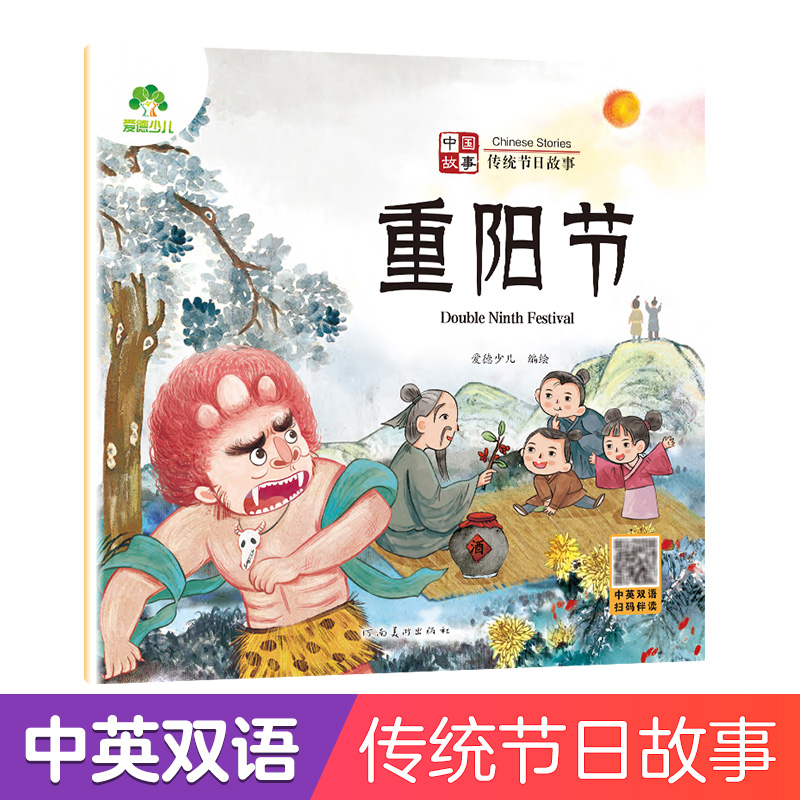 爱德少儿
中国故事
Chinese Stories
传统节日故事
重阳节
Double Ninth Festival
爱德少儿 编绘
酒
中英双语
扫码伴读
河南美术出版社
中英双语
传统节日故事